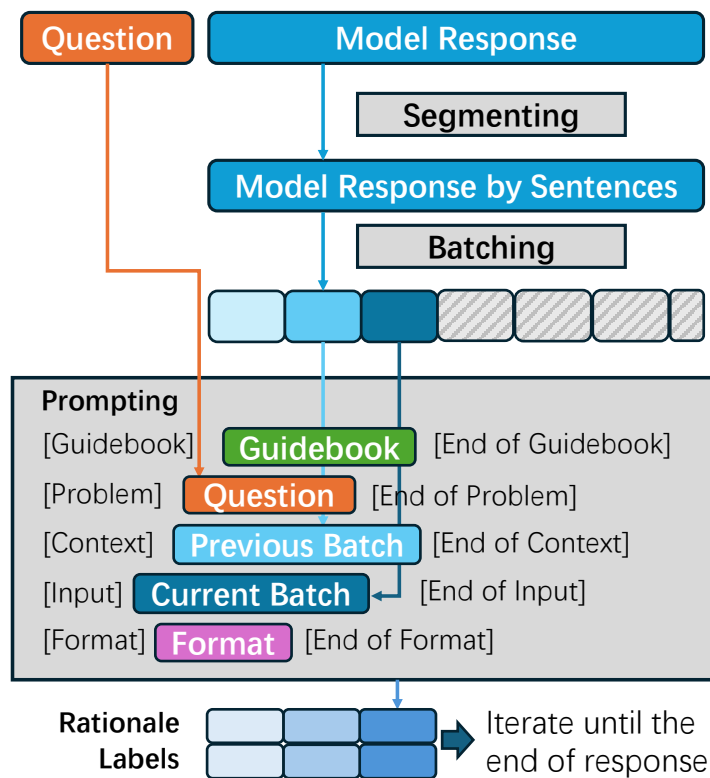 Question
Model Response
Segmenting
Model Response by Sentences
Batching
Prompting
[Guidebook] Guidebook [End of Guidebook]
[Problem] Question [End of Problem]
[Context] Previous Batch [End of Context]
[Input] Current Batch [End of Input]
[Format] Format [End of Format]
Rationale
Labels
Iterate until the
end of response